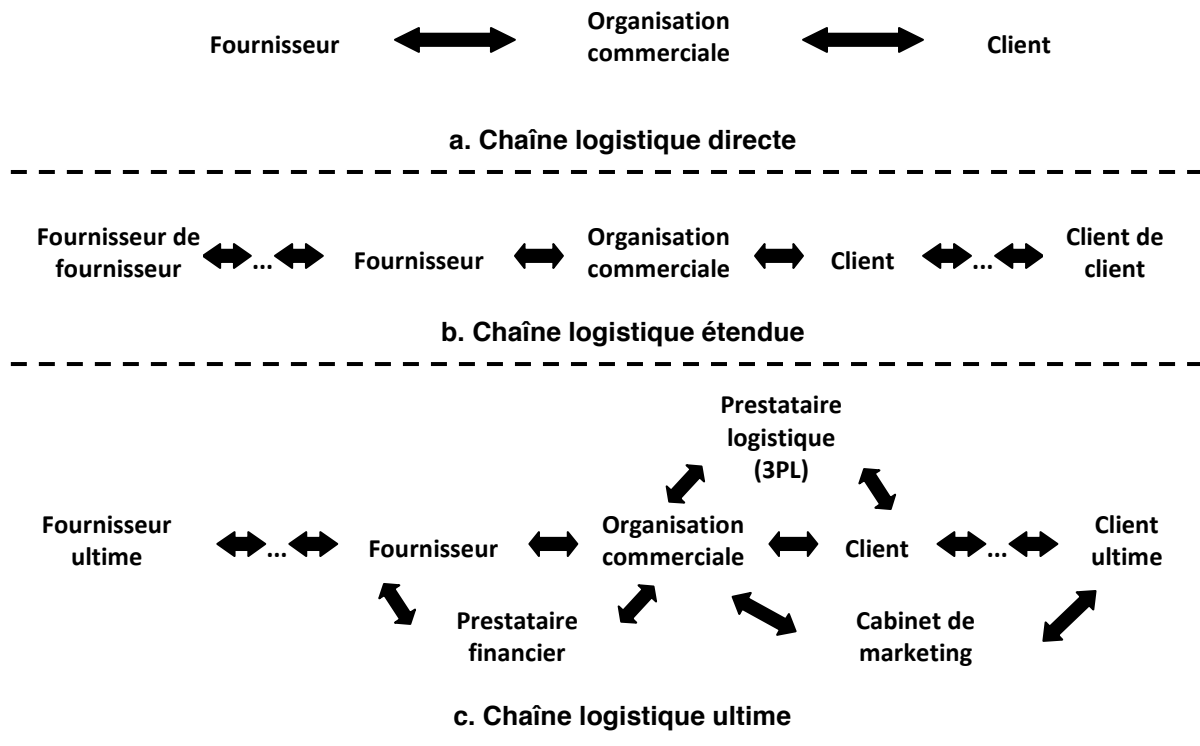 Fournisseur
Organisation
commerciale
Client
a. Chaîne logistique directe
Fournisseur de
fournisseur
...
Fournisseur
Organisation
commerciale
Client
...
Client de
client
b. Chaîne logistique étendue
Prestataire
logistique
(3PL)
Fournisseur
ultime
...
Fournisseur
Organisation
commerciale
Client
...
Client
ultime
Prestataire
financier
Cabinet de
marketing
c. Chaîne logistique ultime